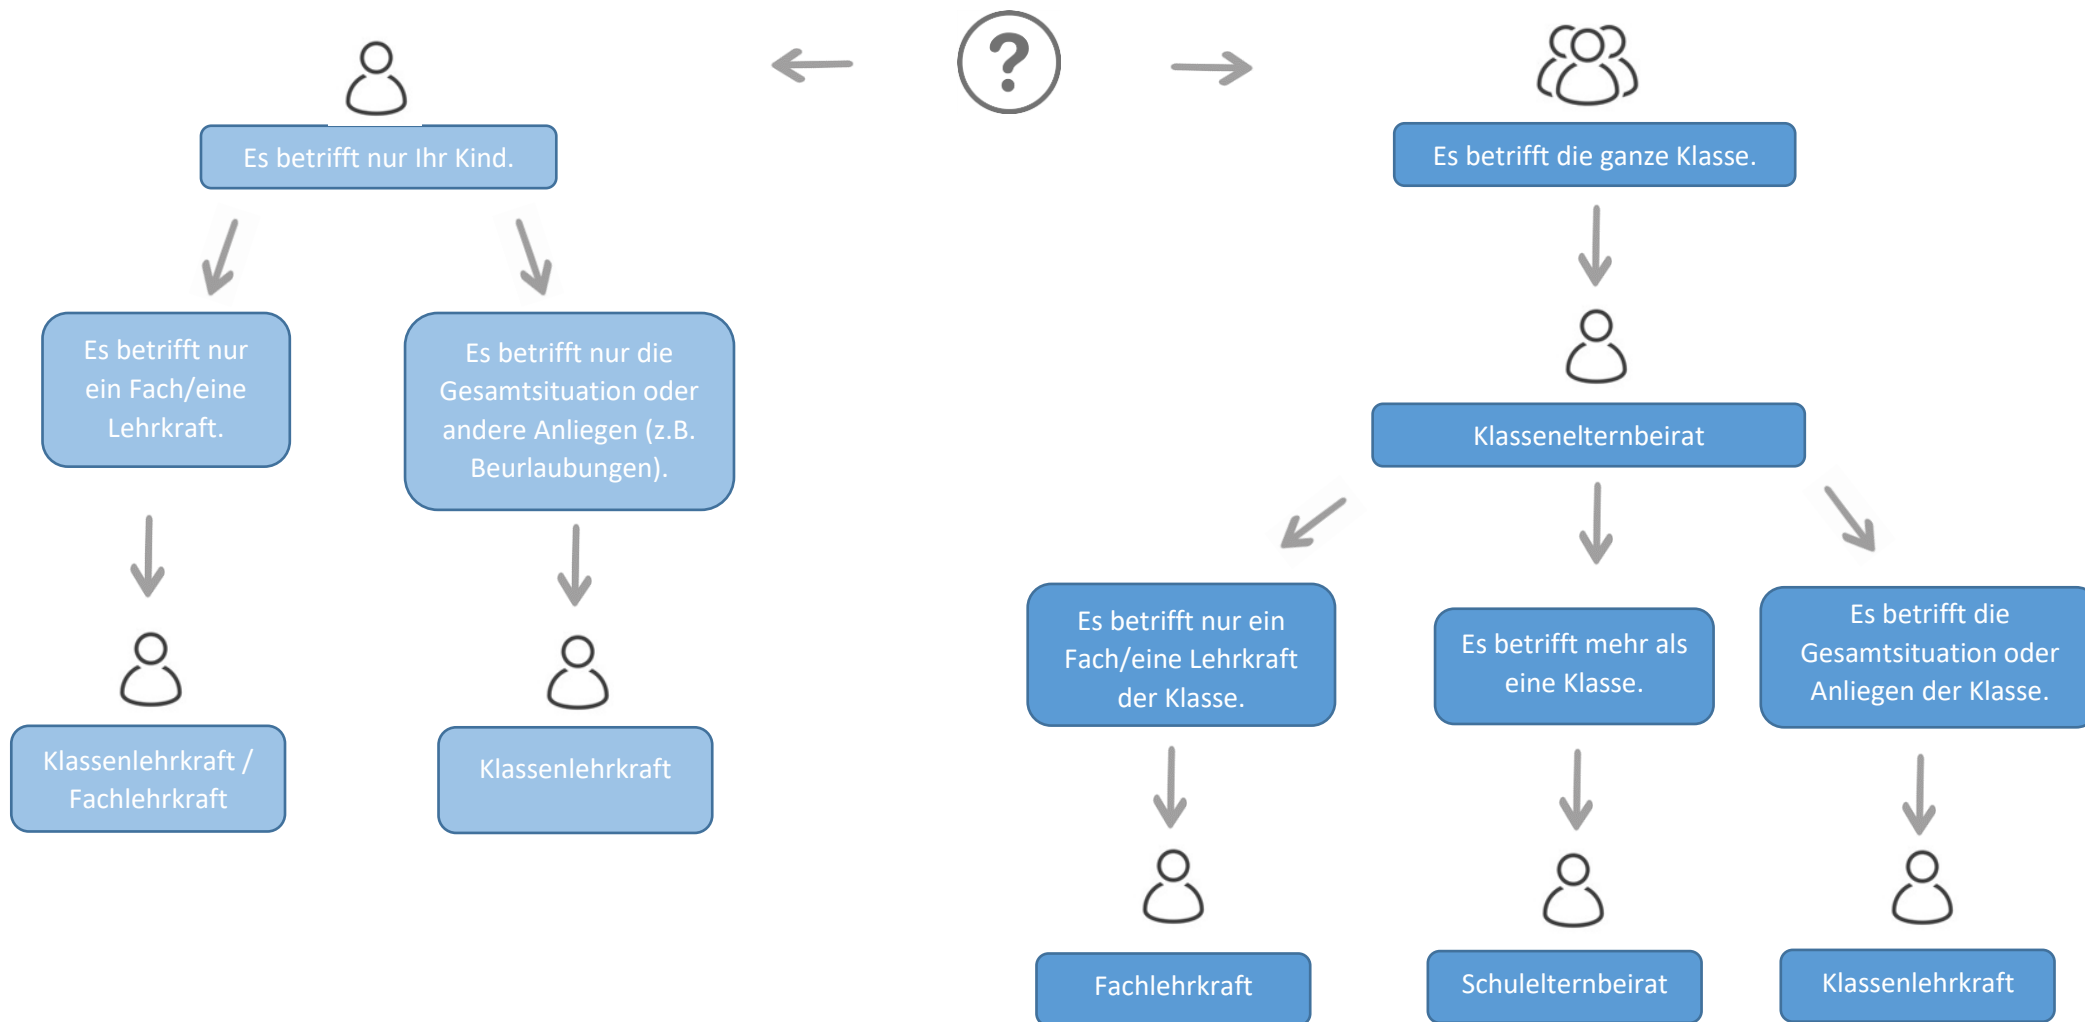 ?
Es betrifft nur Ihr Kind.
Es betrifft die ganze Klasse.
Es betrifft nur
ein Fach/eine
Lehrkraft.
Es betrifft nur die
Gesamtsituation oder
andere Anliegen (z.B.
Beurlaubungen).
Klassenelternbeirat
Klassenlehrkraft /
Fachlehrkraft
Klassenlehrkraft
Es betrifft nur ein
Fach/eine Lehrkraft
der Klasse.
Es betrifft mehr als
eine Klasse.
Es betrifft die
Gesamtsituation oder
Anliegen der Klasse.
Fachlehrkraft
Schulelternbeirat
Klassenlehrkraft